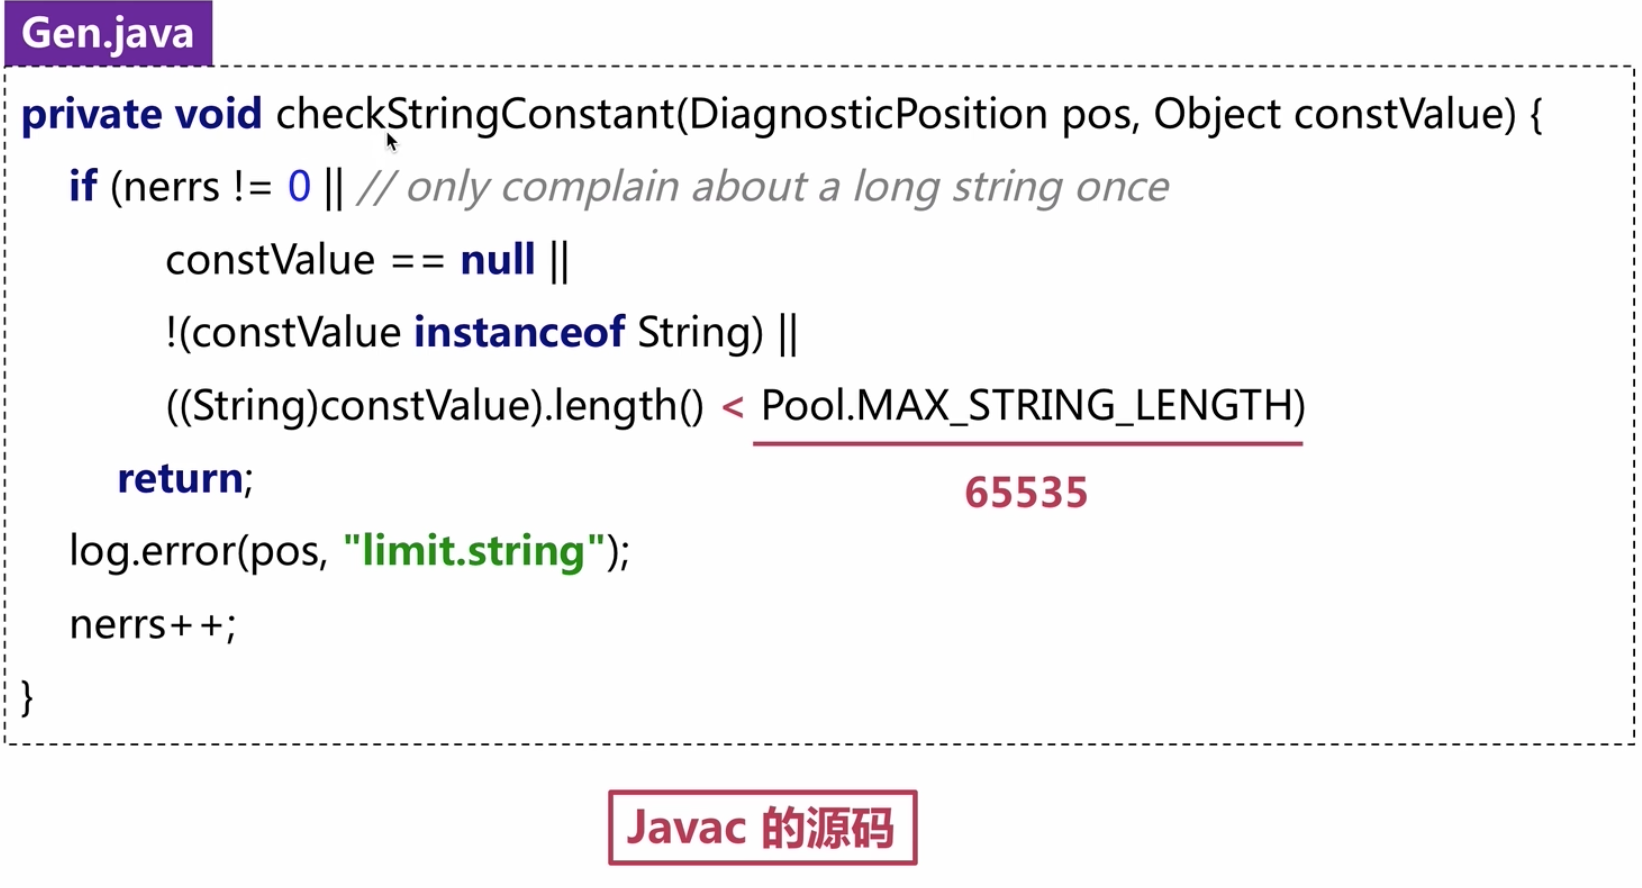 Gen.java
private void checkStringConstant(DiagnosticPosition pos, Object constValue) {
if (nerrs != 0 || // only complain about a long string once
constValue == null ||
!(constValue instanceof String) ||
((String)constValue).length() < Pool.MAX_STRING_LENGTH)
return;
65535
log.error(pos, "limit.string");
nerrs++;
}
Javac 的源码